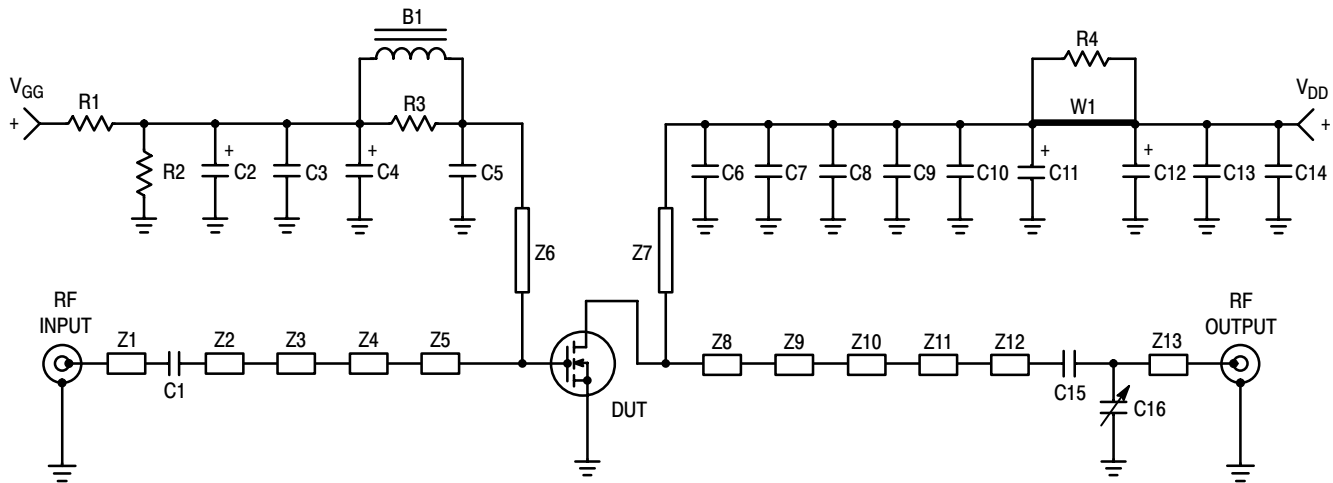 B1
R4
V_GG
R1
R3
W1
V_DD
+
+
R2
+
C2
C3
+
C4
C5
C6
C7
C8
C9
C10
+
C11
+
C12
C13
C14
Z6
Z7
RF
INPUT
RF
OUTPUT
Z1
Z2
Z3
Z4
Z5
Z8
Z9
Z10
Z11
Z12
Z13
C1
DUT
C15
C16